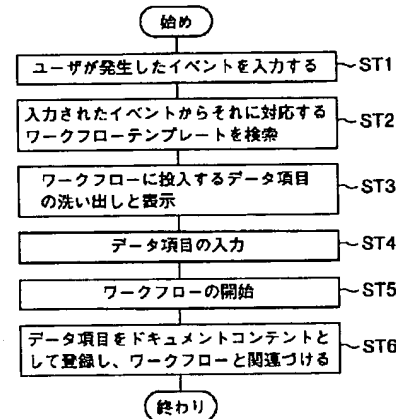 始め
ユーザが発生したイベントを入力する
ST1
入力されたイベントからそれに対応する
ワークフローテンプレートを検索
ST2
ワークフローに投入するデータ項目
の洗い出しと表示
ST3
データ項目の入力
ST4
ワークフローの開始
ST5
データ項目をドキュメントコンテントと
して登録し、ワークフローと関連づける
ST6
終わり